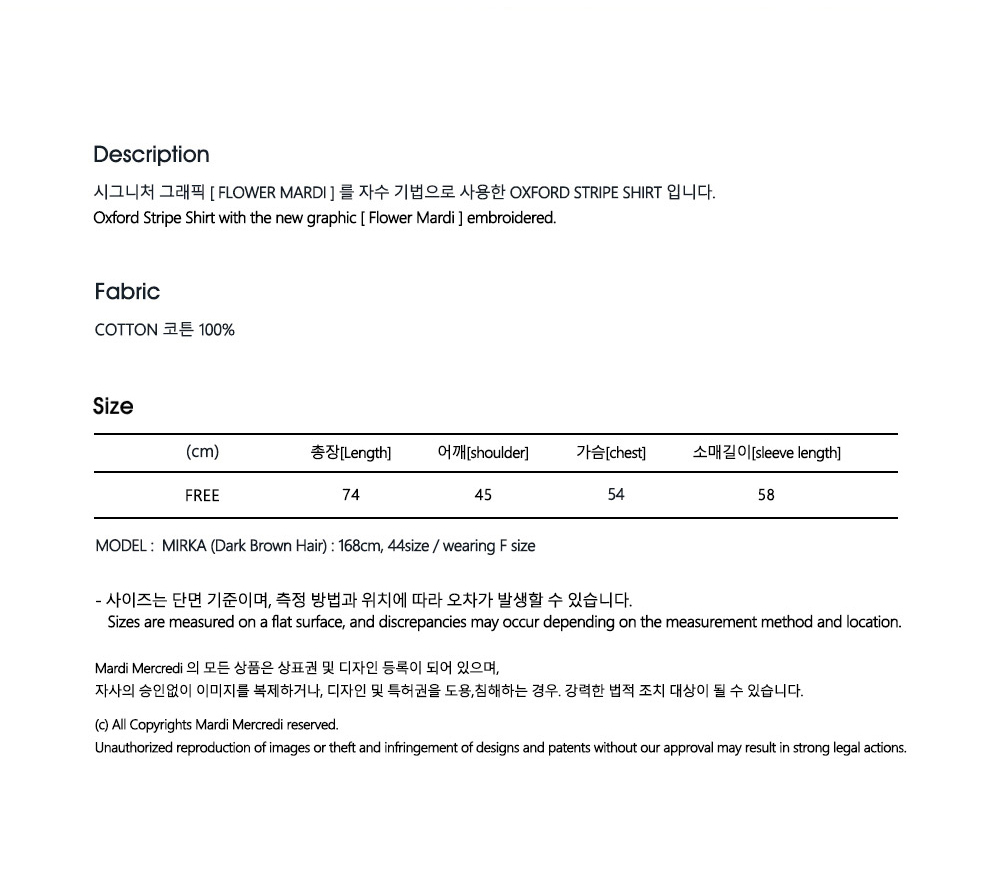 Description
시그니처 그래픽 [ FLOWER MARDI ] 를 자수 기법으로 사용한 OXFORD STRIPE SHIRT 입니다.
Oxford Stripe Shirt with the new graphic [ Flower Mardi ] embroidered.
Fabric
COTTON 코튼 100%
Size
(cm) 총장[Length] 어깨[shoulder] 가슴[chest] 소매길이[sleeve length]
FREE 74 45 54 58
MODEL : MIRKA (Dark Brown Hair) : 168cm, 44size / wearing F size
- 사이즈는 단면 기준이며, 측정 방법과 위치에 따라 오차가 발생할 수 있습니다.
Sizes are measured on a flat surface, and discrepancies may occur depending on the measurement method and location.
Mardi Mercredi 의 모든 상품은 상표권 및 디자인 등록이 되어 있으며,
자사의 승인없이 이미지를 복제하거나, 디자인 및 특허권을 도용,침해하는 경우. 강력한 법적 조치 대상이 될 수 있습니다.
(c) All Copyrights Mardi Mercredi reserved.
Unauthorized reproduction of images or theft and infringement of designs and patents without our approval may result in strong legal actions.